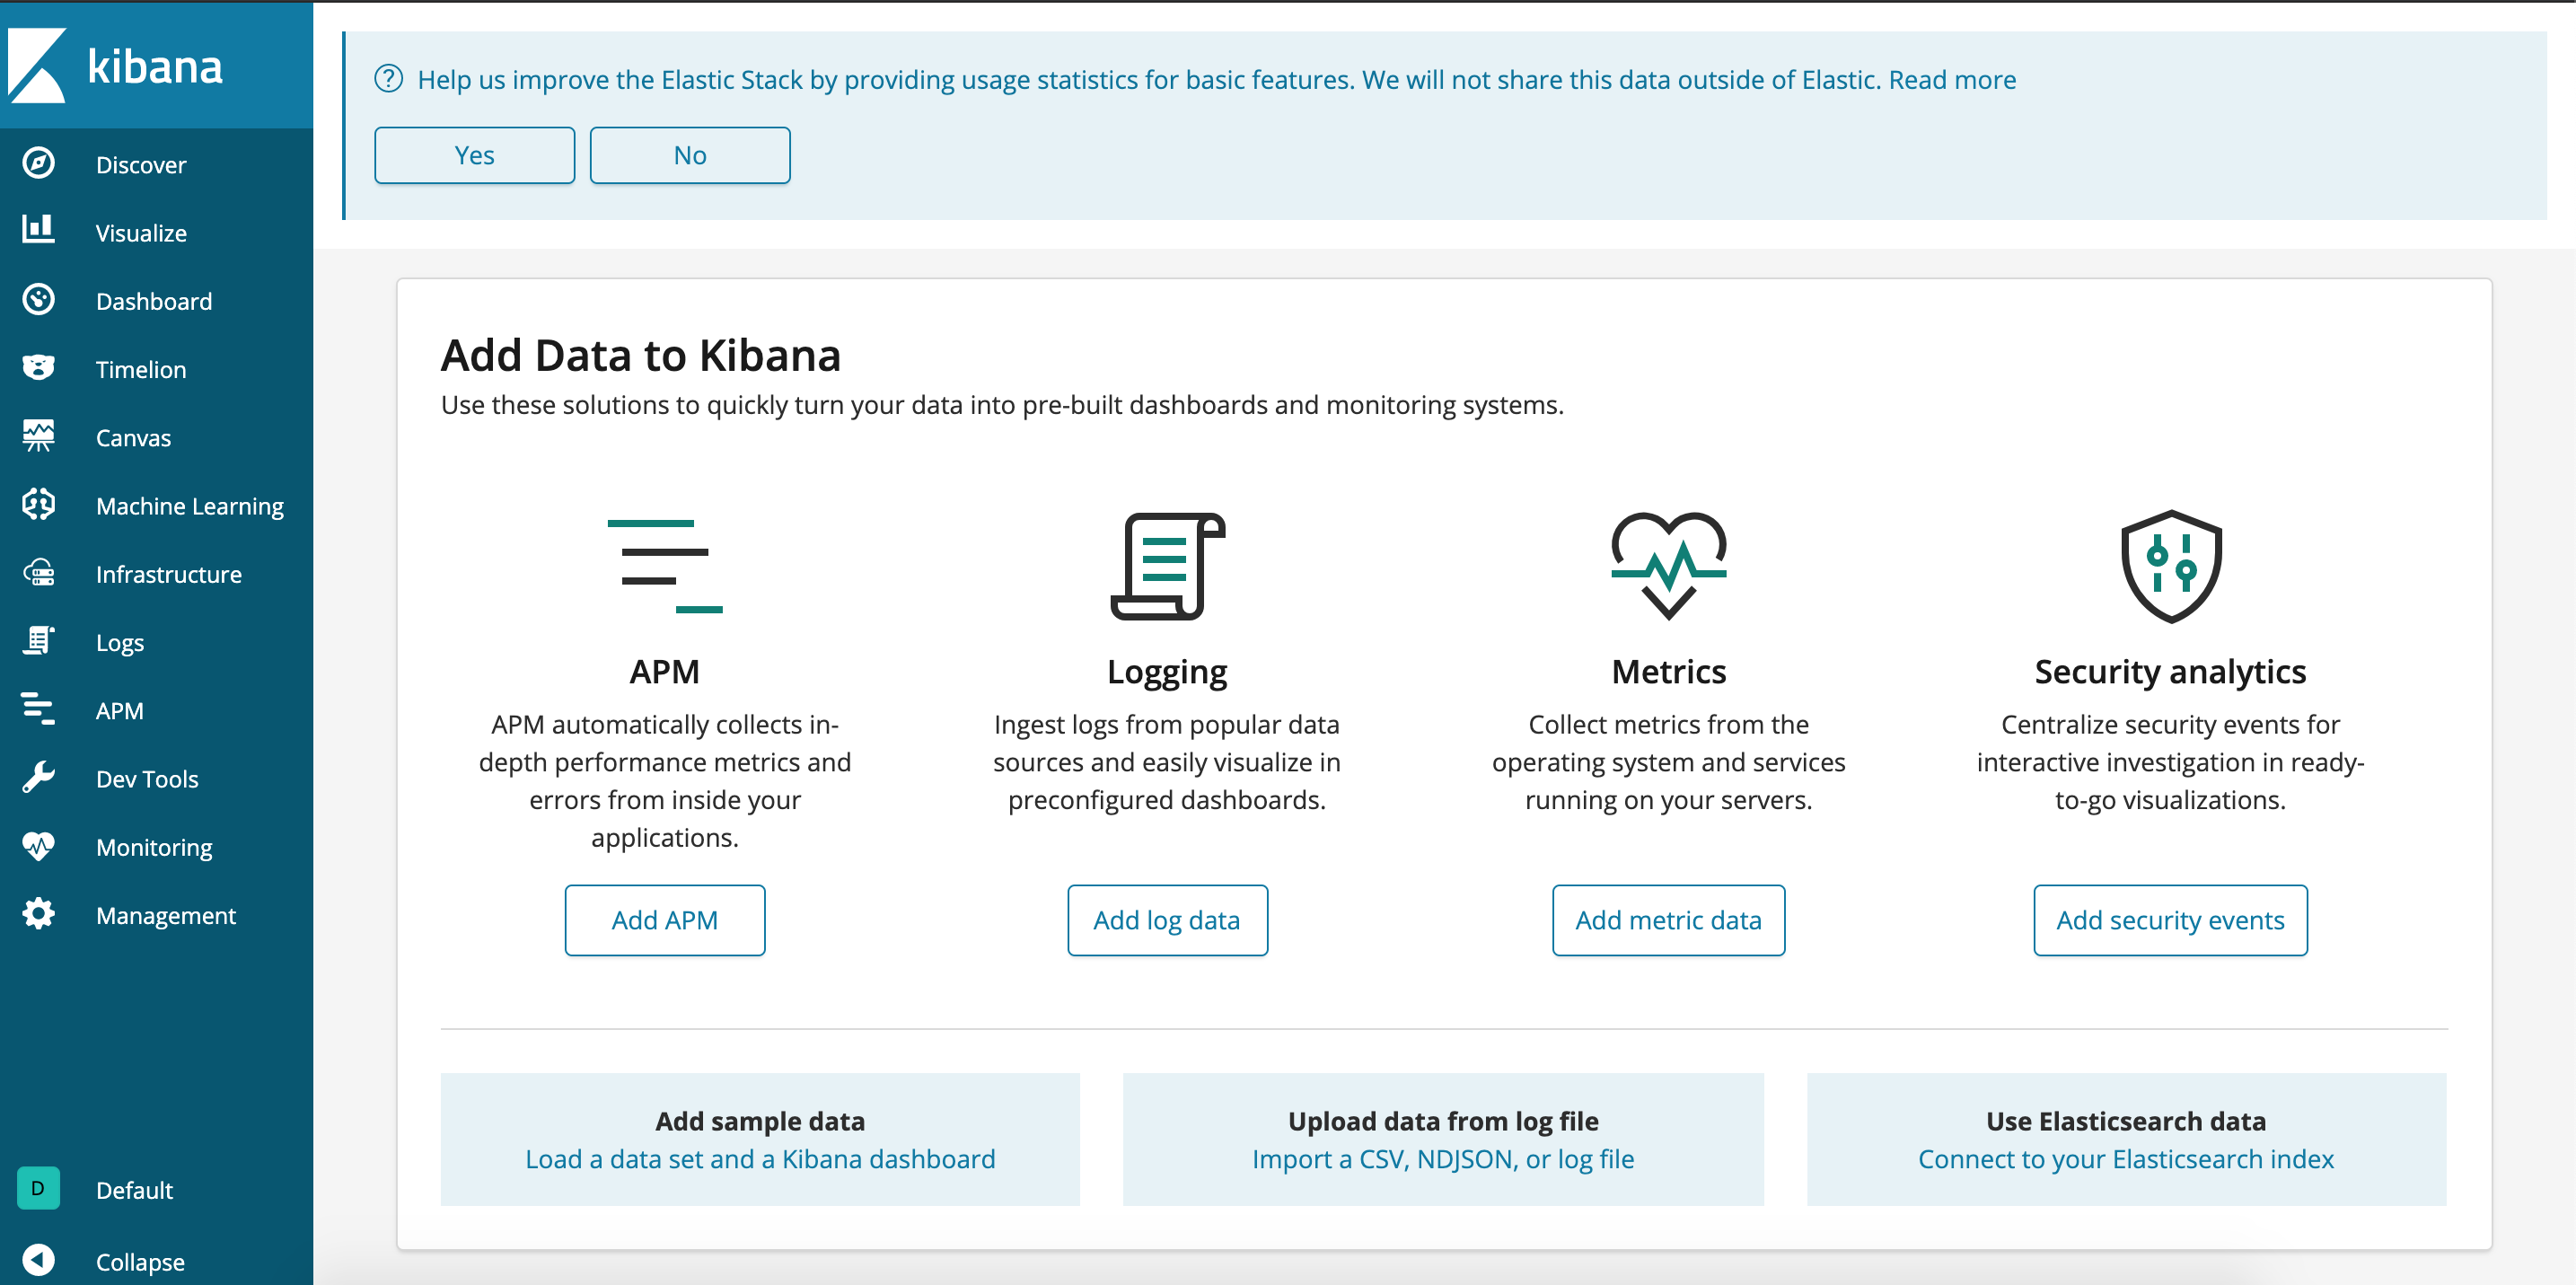 kibana
Discover
Visualize
Dashboard
Timelion
Canvas
Machine Learning
Infrastructure
Logs
APM
Dev Tools
Monitoring
Management
D
Default
Collapse
Help us improve the Elastic Stack by providing usage statistics for basic features. We will not share this data outside of Elastic. Read more
Yes
No
Add Data to Kibana
Use these solutions to quickly turn your data into pre-built dashboards and monitoring systems.
APM
APM automatically collects in-
depth performance metrics and
errors from inside your
applications.
Add APM
Logging
Ingest logs from popular data
sources and easily visualize in
preconfigured dashboards.
Add log data
Metrics
Collect metrics from the
operating system and services
running on your servers.
Add metric data
Security analytics
Centralize security events for
interactive investigation in ready-
to-go visualizations.
Add security events
Add sample data
Load a data set and a Kibana dashboard
Upload data from log file
Import a CSV, NDJSON, or log file
Use Elasticsearch data
Connect to your Elasticsearch index